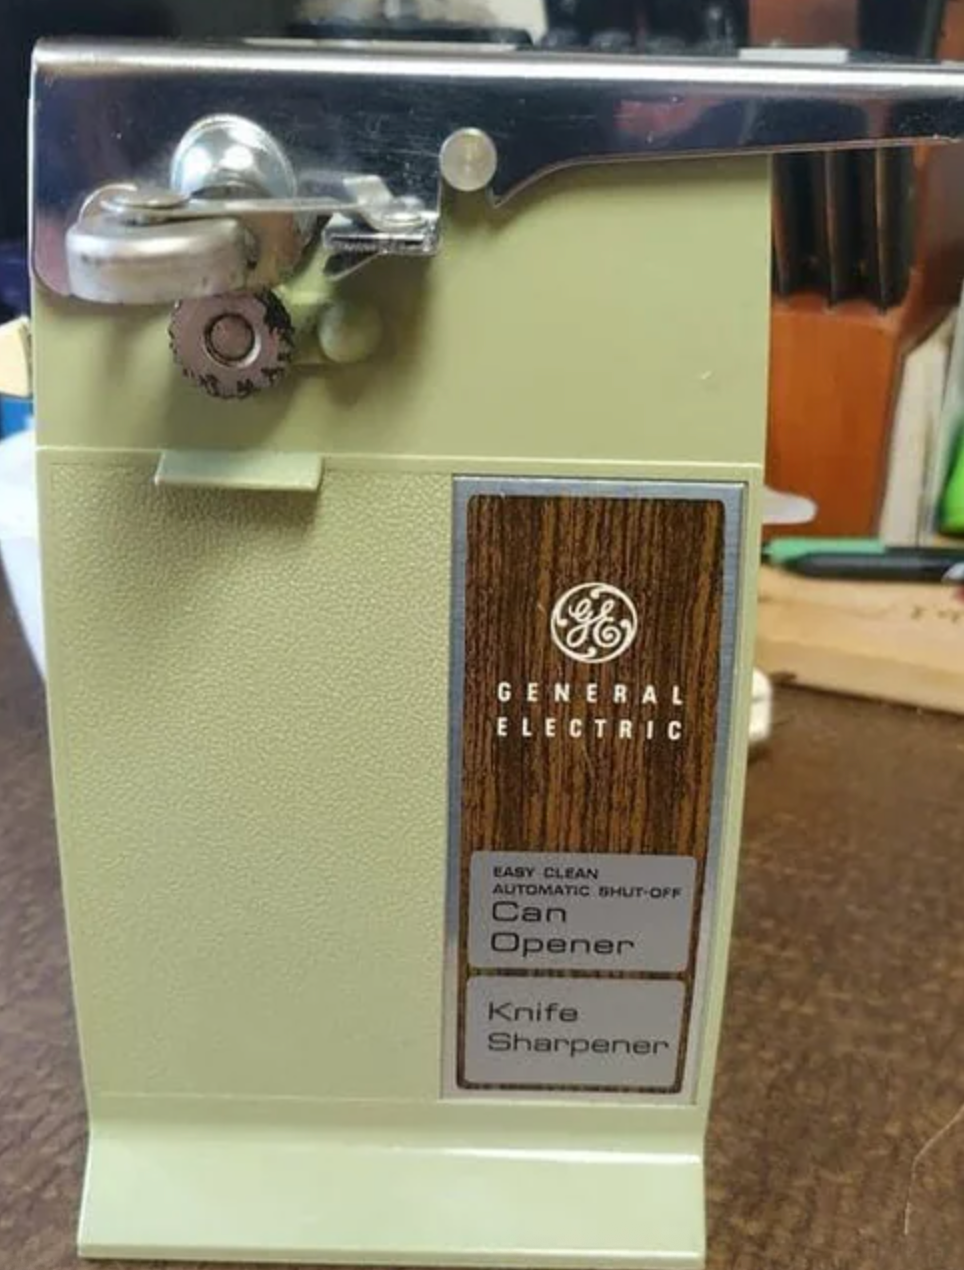 GE
GENERAL
ELECTRIC
EASY CLEAN
AUTOMATIC SHUT-OFF
Can
Opener
Knife
Sharpener